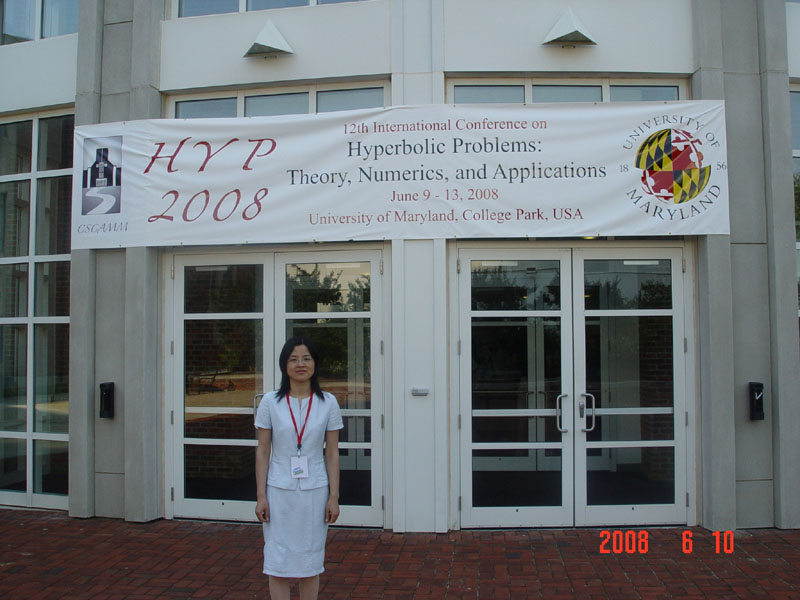 CSCAMM
HYP
2008
12th International Conference on
Hyperbolic Problems:
Theory, Numerics, and Applications
June 9 - 13, 2008
University of Maryland, College Park, USA
UNIVERSITY OF
18 56
MARYLAND
2008 6 10